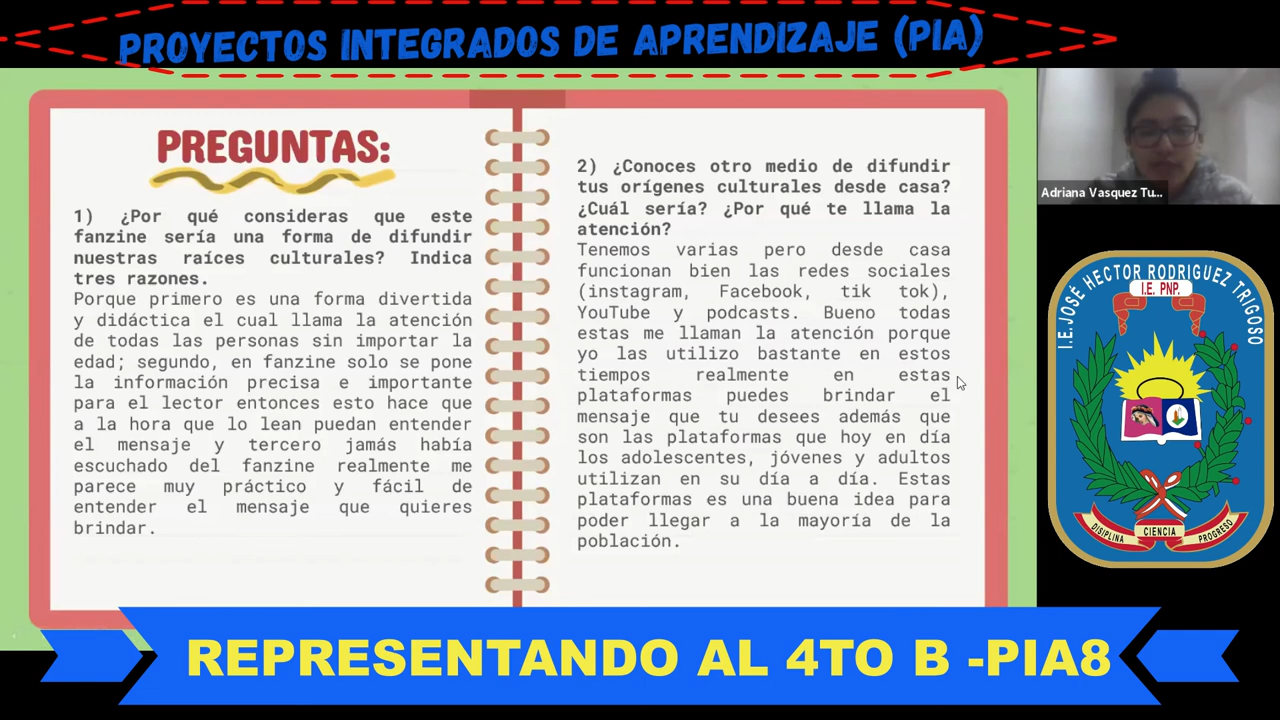 PROYECTOS INTEGRADOS DE APRENDIZAJE (PIA)
PREGUNTAS:
1) ¿Por qué consideras que este
fanzine sería una forma de difundir
nuestras raíces culturales? Indica
tres razones.
Porque primero es una forma divertida
y didáctica el cual llama la atención
de todas las personas sin importar la
edad; segundo, en fanzine solo se pone
la información precisa e importante
para el lector entonces esto hace que
a la hora que lo lean puedan entender
el mensaje y tercero jamás había
escuchado del fanzine realmente me
parece muy práctico y fácil de
entender el mensaje que quieres
brindar.
2) ¿Conoces otro medio de difundir
tus orígenes culturales desde casa?
¿Cuál sería? ¿Por qué te llama la
atención?
Tenemos varias pero desde casa
funcionan bien las redes sociales
(instagram, Facebook, tik tok),
YouTube y podcasts. Bueno todas
estas me llaman la atención porque
yo las utilizo bastante en estos
tiempos realmente en estas
plataformas puedes brindar el
mensaje que tu desees además que
son las plataformas que hoy en día
los adolescentes, jóvenes y adultos
utilizan en su día a día. Estas
plataformas es una buena idea para
poder llegar a la mayoría de la
población.
Adriana Vasquez Tu...
I.E.JOSÉ HECTOR RODRIGUEZ TRIGOSO
I.E. PNP.
DISIPLINA CIENCIA PROGRESO
REPRESENTANDO AL 4TO B -PIA8